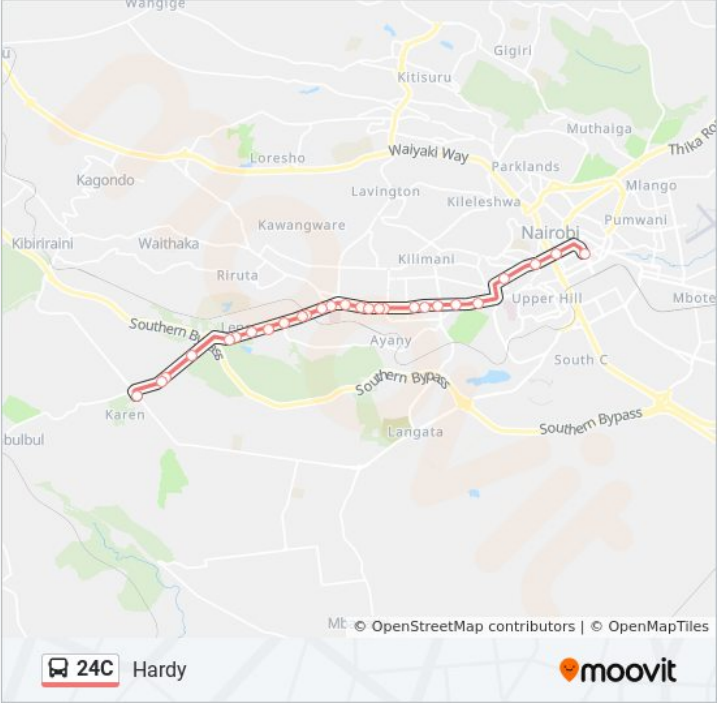 Wangige
Gigiri
Kitisuru
Muthaiga
Thika Ro
Waiyaki Way
Loresho
Parklands
Kagondo
Mlango
Lavington
Kileleshwa
Pumwani
Kawangware
Nairobi
Kibiriraini
Waithaka
Kilimani
Riruta
Upper Hill
Mbote
Southern Bypass
Ayany
South C
Southern Bypass
Karen
Southern Bypass
bulbul
Langata
© OpenStreetMap contributors | © OpenMapTiles
24C Hardy
moovit